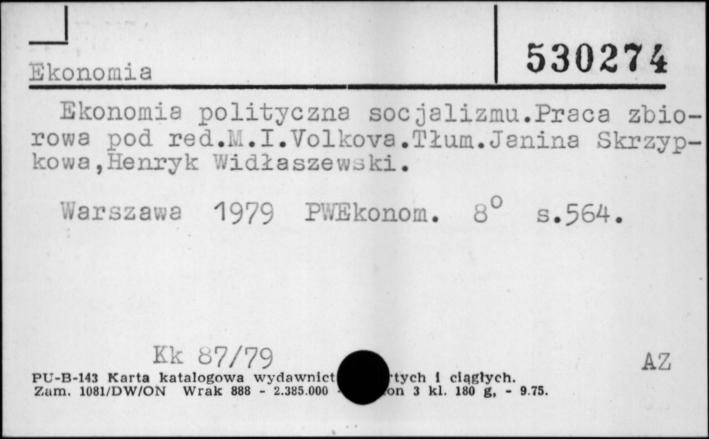 530274
Ekonomia
Ekonomia polityczna socjalizmu.Praca zbio-
rowa pod red.M.I.Volkova.Tłum.Janina Skrzyp-
kowa,Henryk Widłaszewski.
Warszawa 1979 PWEkonom. 8° s.564.
Kk 87/79
AZ
PU-B-143 Karta katalogowa wydawnict rtych i ciągłych.
Zam. 1081/DW/ON Wrak 888 - 2.385.000 on 3 kl. 180 g, - 9.75.